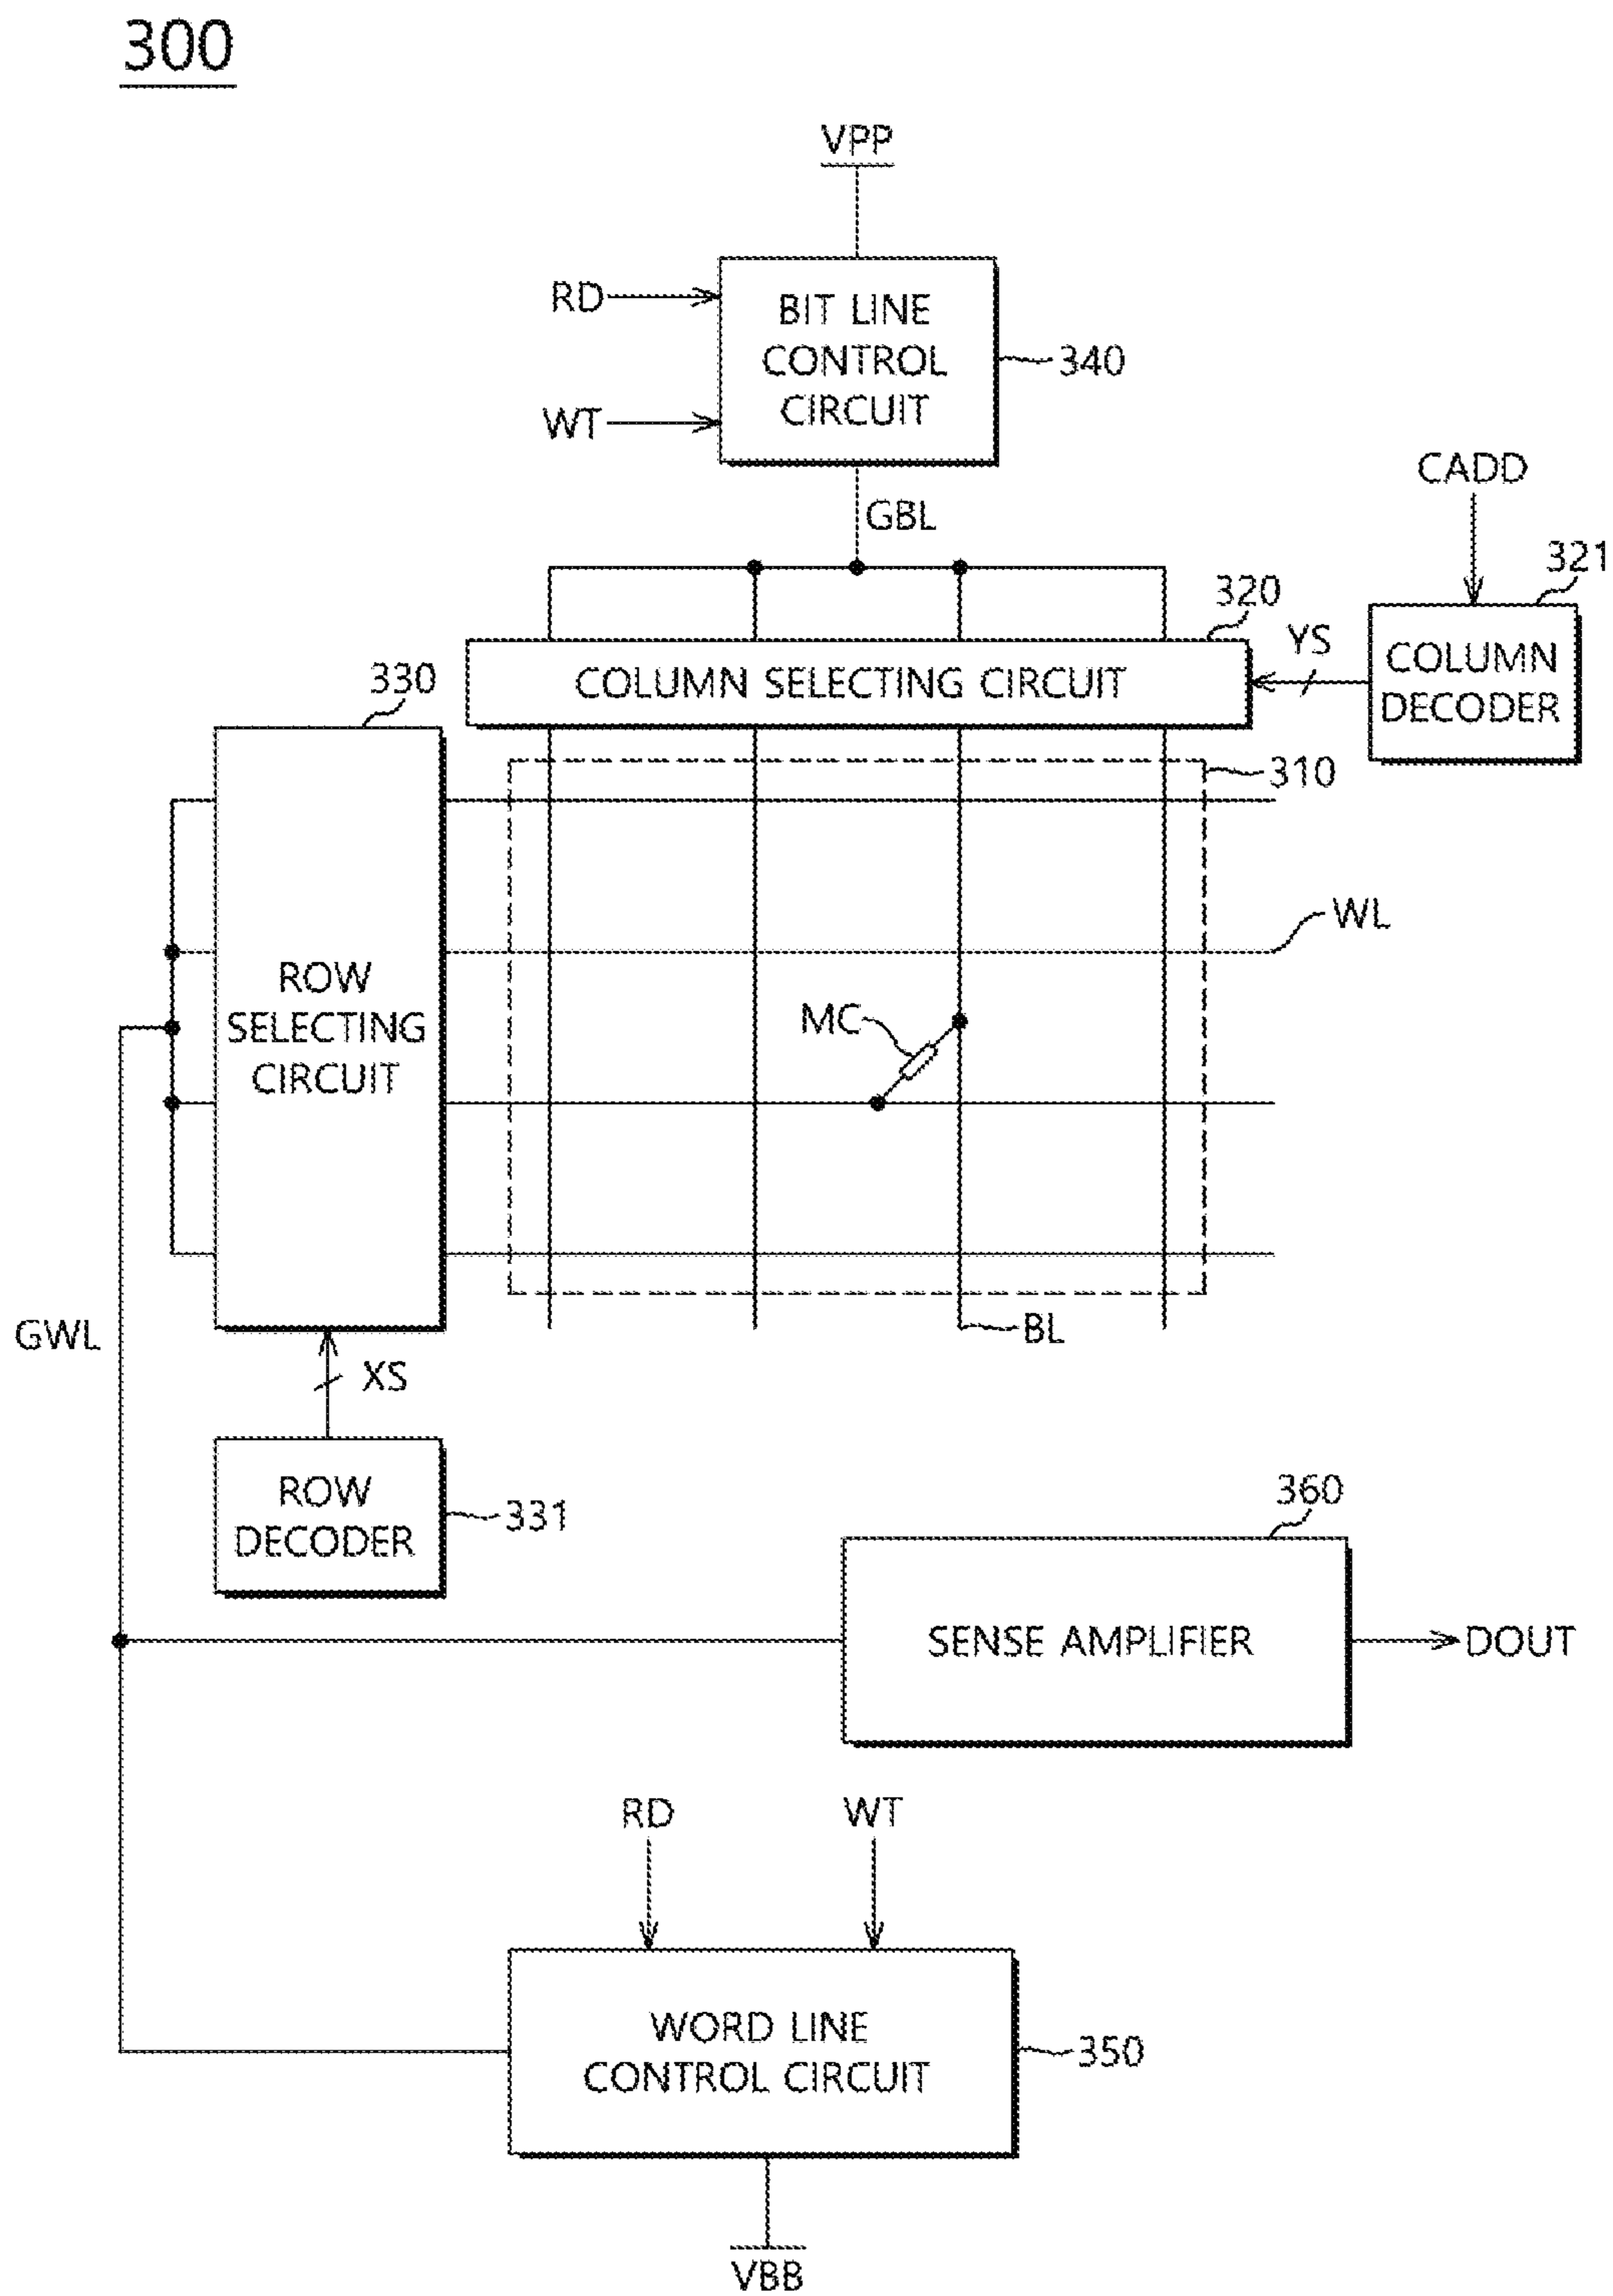 300
VPP
RD
BIT LINE
CONTROL
CIRCUIT
340
WT
GBL
CADD
321
320
YS
COLUMN
DECODER
COLUMN SELECTING CIRCUIT
330
310
WL
ROW
SELECTING
CIRCUIT
MC
BL
GWL
XS
ROW
DECODER
331
360
SENSE AMPLIFIER
DOUT
RD
WT
WORD LINE
CONTROL CIRCUIT
350
VBB